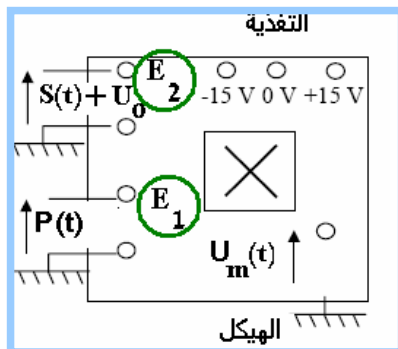 التغذية
E2
S(t)+U0
-15 V 0 V +15 V
E1
P(t)
Um(t)
الهيكل